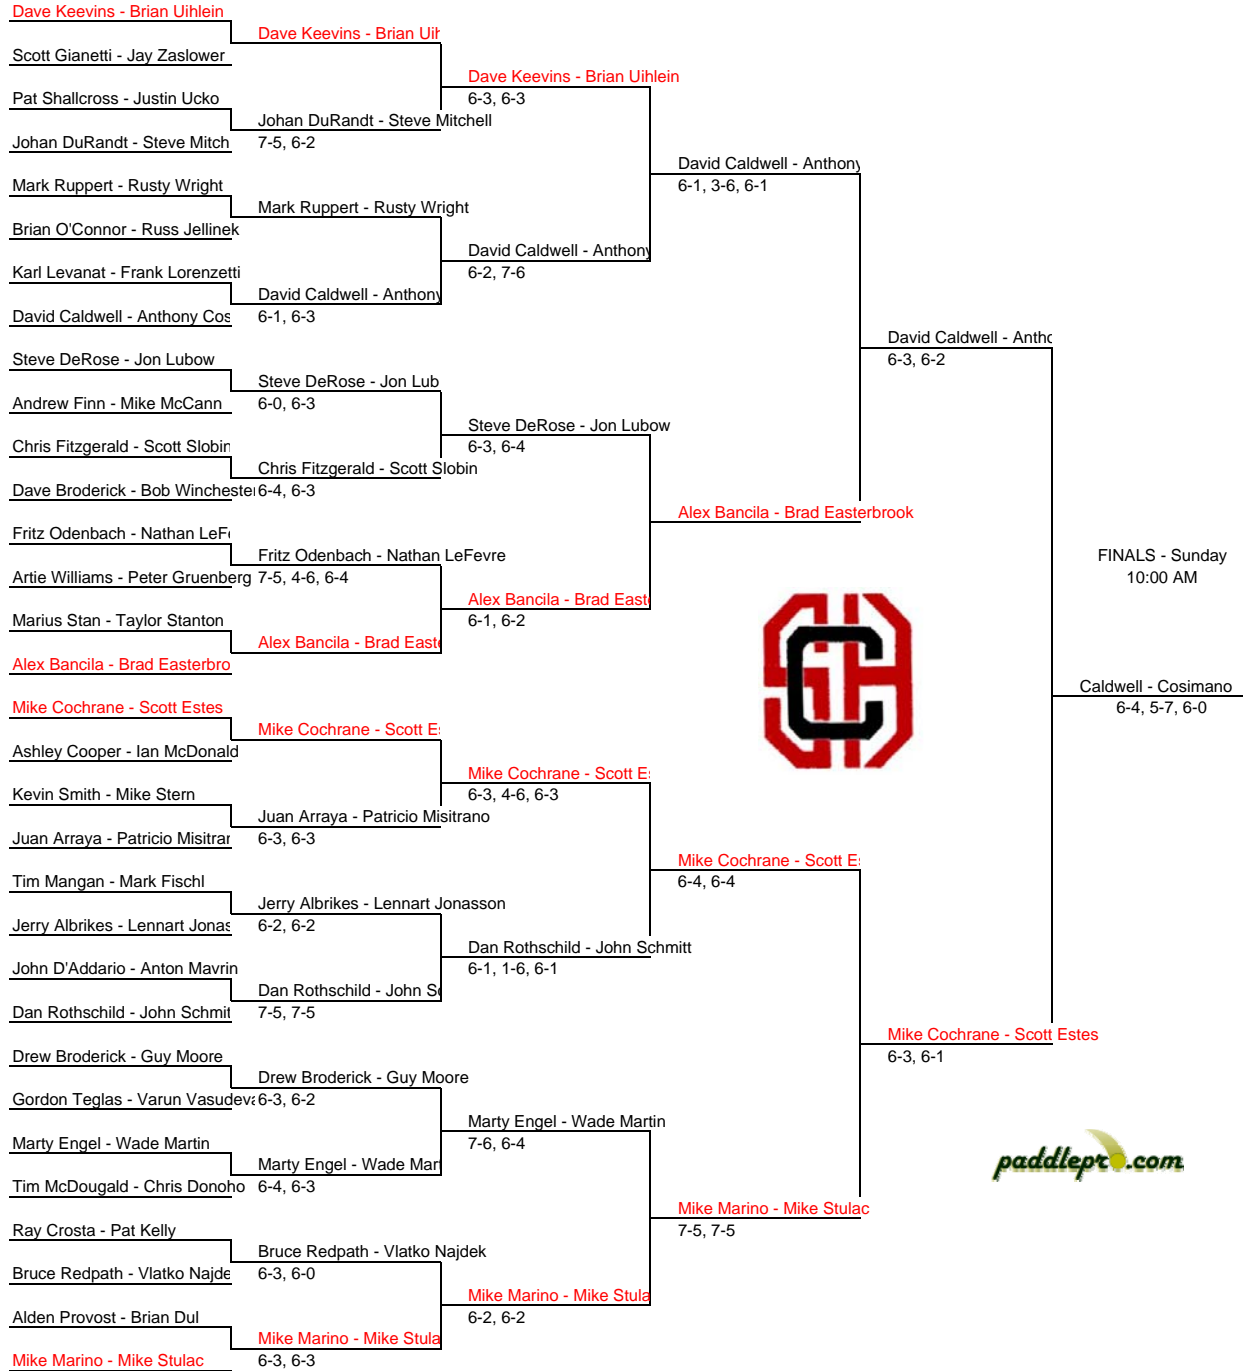 Dave Keevins - Brian Uihlein
Scott Gianetti - Jay Zaslower
Pat Shallcross - Justin Ucko
Johan DuRandt - Steve Mitch
Mark Ruppert - Rusty Wright
Brian O'Connor - Russ Jellinek
Karl Levanat - Frank Lorenzetti
David Caldwell - Anthony Cos
Steve DeRose - Jon Lubow
Andrew Finn - Mike McCann
Chris Fitzgerald - Scott Slobin
Dave Broderick - Bob Winchester
Fritz Odenbach - Nathan LeFe
Artie Williams - Peter Gruenberg
Marius Stan - Taylor Stanton
Alex Bancila - Brad Easterbro
Mike Cochrane - Scott Estes
Ashley Cooper - Ian McDonald
Kevin Smith - Mike Stern
Juan Arraya - Patricio Misitran
Tim Mangan - Mark Fischl
Jerry Albrikes - Lennart Jonas
John D'Addario - Anton Mavrin
Dan Rothschild - John Schmit
Drew Broderick - Guy Moore
Gordon Teglas - Varun Vasudeva
Marty Engel - Wade Martin
Tim McDougald - Chris Donoho
Ray Crosta - Pat Kelly
Bruce Redpath - Vlatko Najde
Alden Provost - Brian Dul
Mike Marino - Mike Stulac
Dave Keevins - Brian Uih
Johan DuRandt - Steve Mitchell
7-5, 6-2
Mark Ruppert - Rusty Wright
David Caldwell - Anthony
6-1, 6-3
Steve DeRose - Jon Lub
6-0, 6-3
Chris Fitzgerald - Scott Slobin
6-4, 6-3
Fritz Odenbach - Nathan LeFevre
7-5, 4-6, 6-4
Alex Bancila - Brad Easte
Mike Cochrane - Scott Es
Juan Arraya - Patricio Misitrano
6-3, 6-3
Jerry Albrikes - Lennart Jonasson
6-2, 6-2
Dan Rothschild - John Sc
7-5, 7-5
Drew Broderick - Guy Moore
6-3, 6-2
Marty Engel - Wade Mart
6-4, 6-3
Bruce Redpath - Vlatko Najdek
6-3, 6-0
Mike Marino - Mike Stula
6-3, 6-3
Dave Keevins - Brian Uihlein
6-3, 6-3
David Caldwell - Anthony
6-2, 7-6
Steve DeRose - Jon Lubow
6-3, 6-4
Alex Bancila - Brad Easte
6-1, 6-2
Mike Cochrane - Scott Es
6-3, 4-6, 6-3
Dan Rothschild - John Schmitt
6-1, 1-6, 6-1
Marty Engel - Wade Martin
7-6, 6-4
Mike Marino - Mike Stula
6-2, 6-2
David Caldwell - Anthony
6-1, 3-6, 6-1
Alex Bancila - Brad Easterbrook
Mike Cochrane - Scott Es
6-4, 6-4
Mike Marino - Mike Stulac
7-5, 7-5
David Caldwell - Antho
6-3, 6-2
Mike Cochrane - Scott Estes
6-3, 6-1
FINALS - Sunday
10:00 AM
Caldwell - Cosimano
6-4, 5-7, 6-0
paddlepro.com